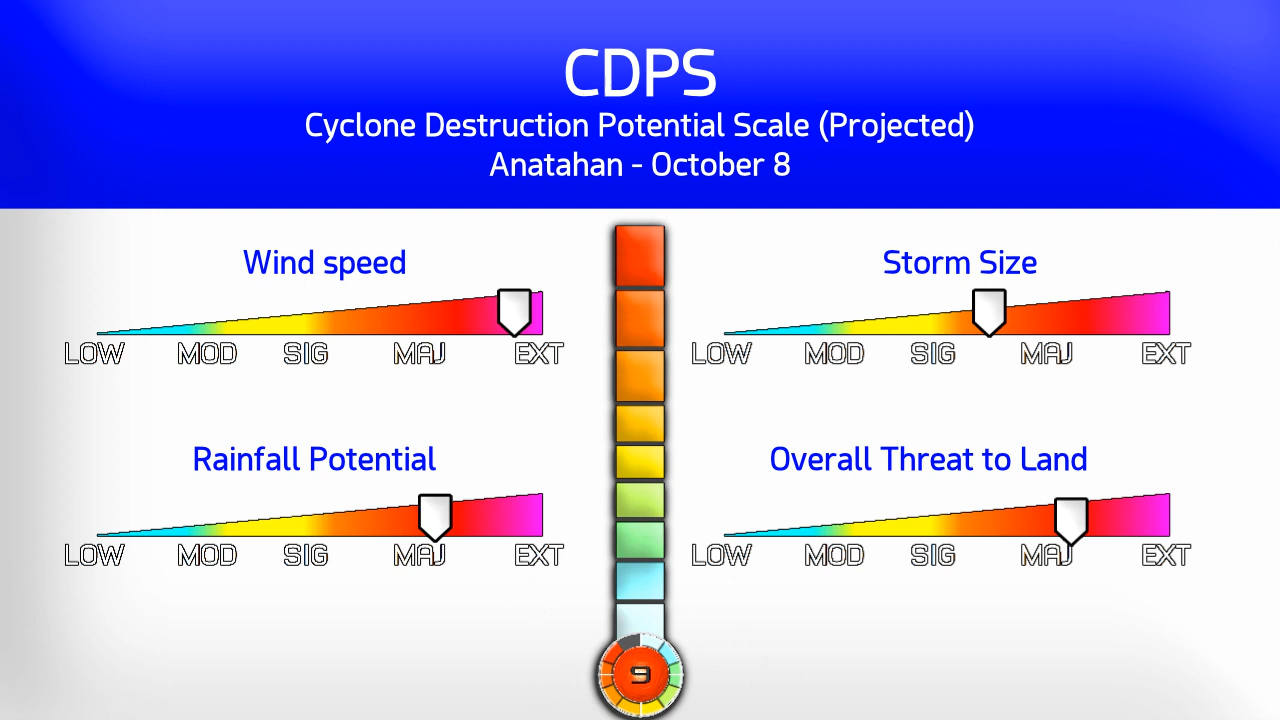 CDPS
Cyclone Destruction Potential Scale (Projected)
Anatahan - October 8
Wind speed
LOW MOD SIG MAJ EXT
Storm Size
LOW MOD SIG MAJ EXT
Rainfall Potential
LOW MOD SIG MAJ EXT
Overall Threat to Land
LOW MOD SIG MAJ EXT
9